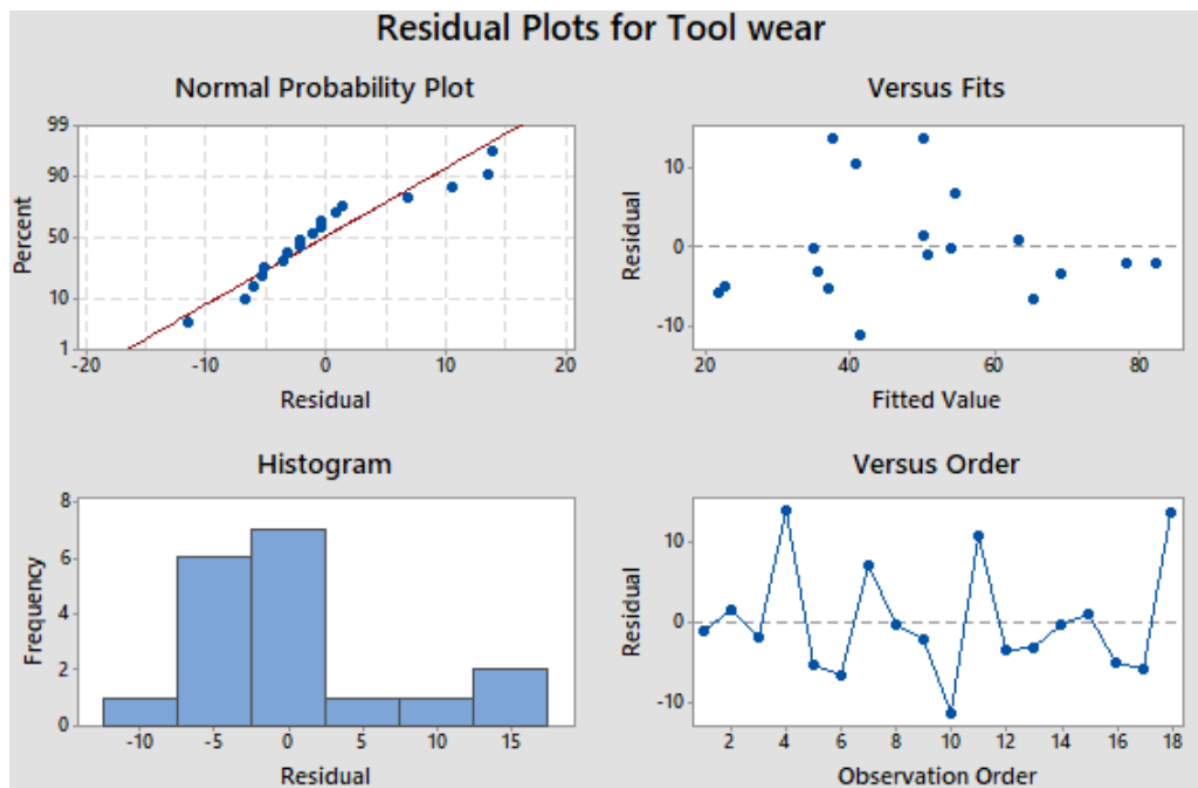 Residual Plots for Tool wear
Normal Probability Plot
99
90
50
10
1
Percent
-20 -10 0 10 20
Residual
Versus Fits
10
0
-10
Residual
20 40 60 80
Fitted Value
Histogram
8
6
4
2
0
Frequency
-10 -5 0 5 10 15
Residual
Versus Order
10
0
-10
Residual
2 4 6 8 10 12 14 16 18
Observation Order